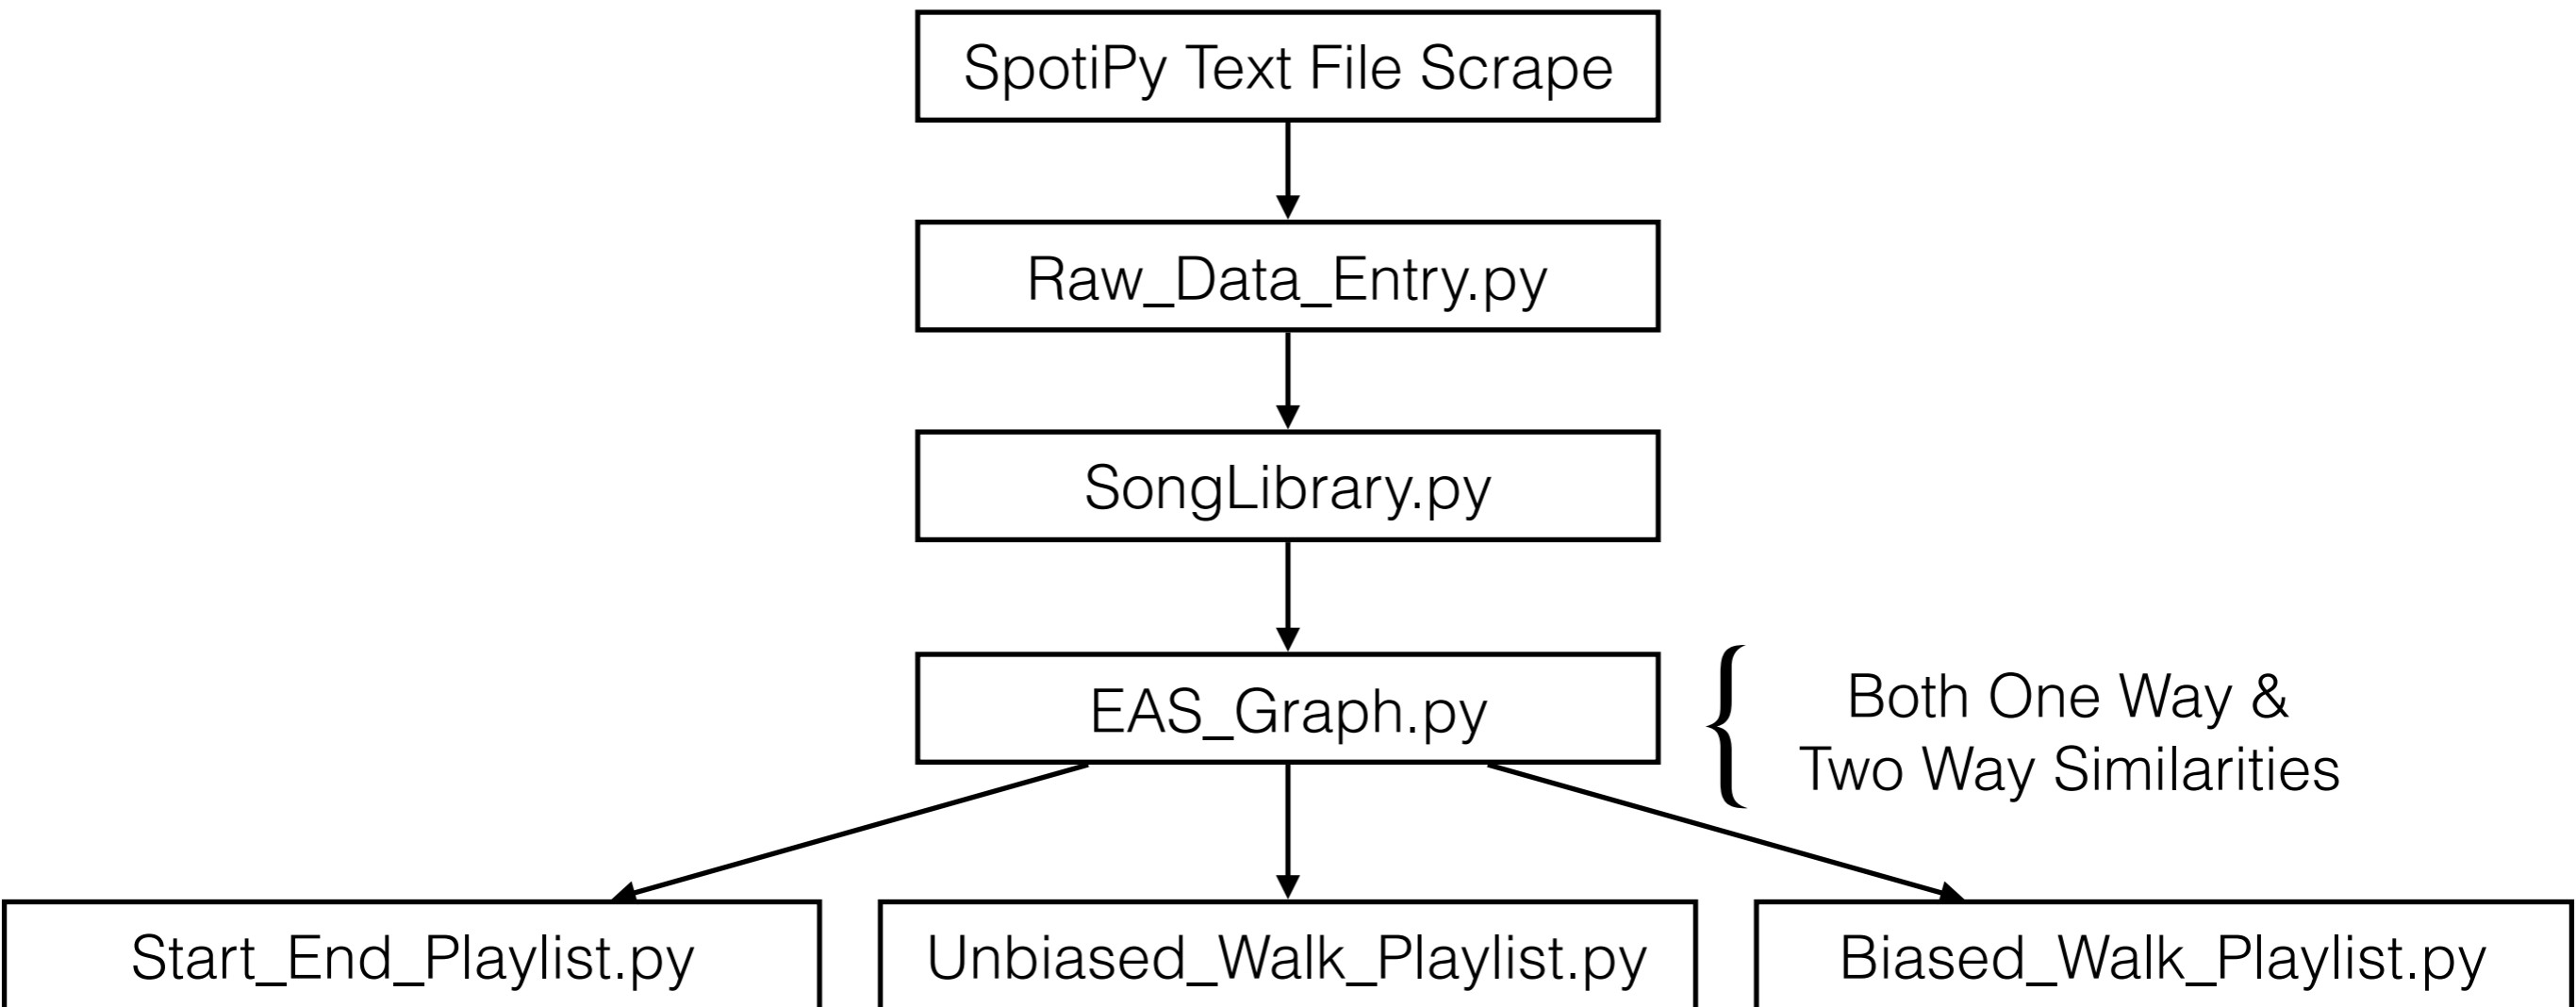 SpotiPy Text File Scrape
Raw_Data_Entry.py
SongLibrary.py
EAS_Graph.py
Both One Way &
Two Way Similarities
Start_End_Playlist.py
Unbiased_Walk_Playlist.py
Biased_Walk_Playlist.py